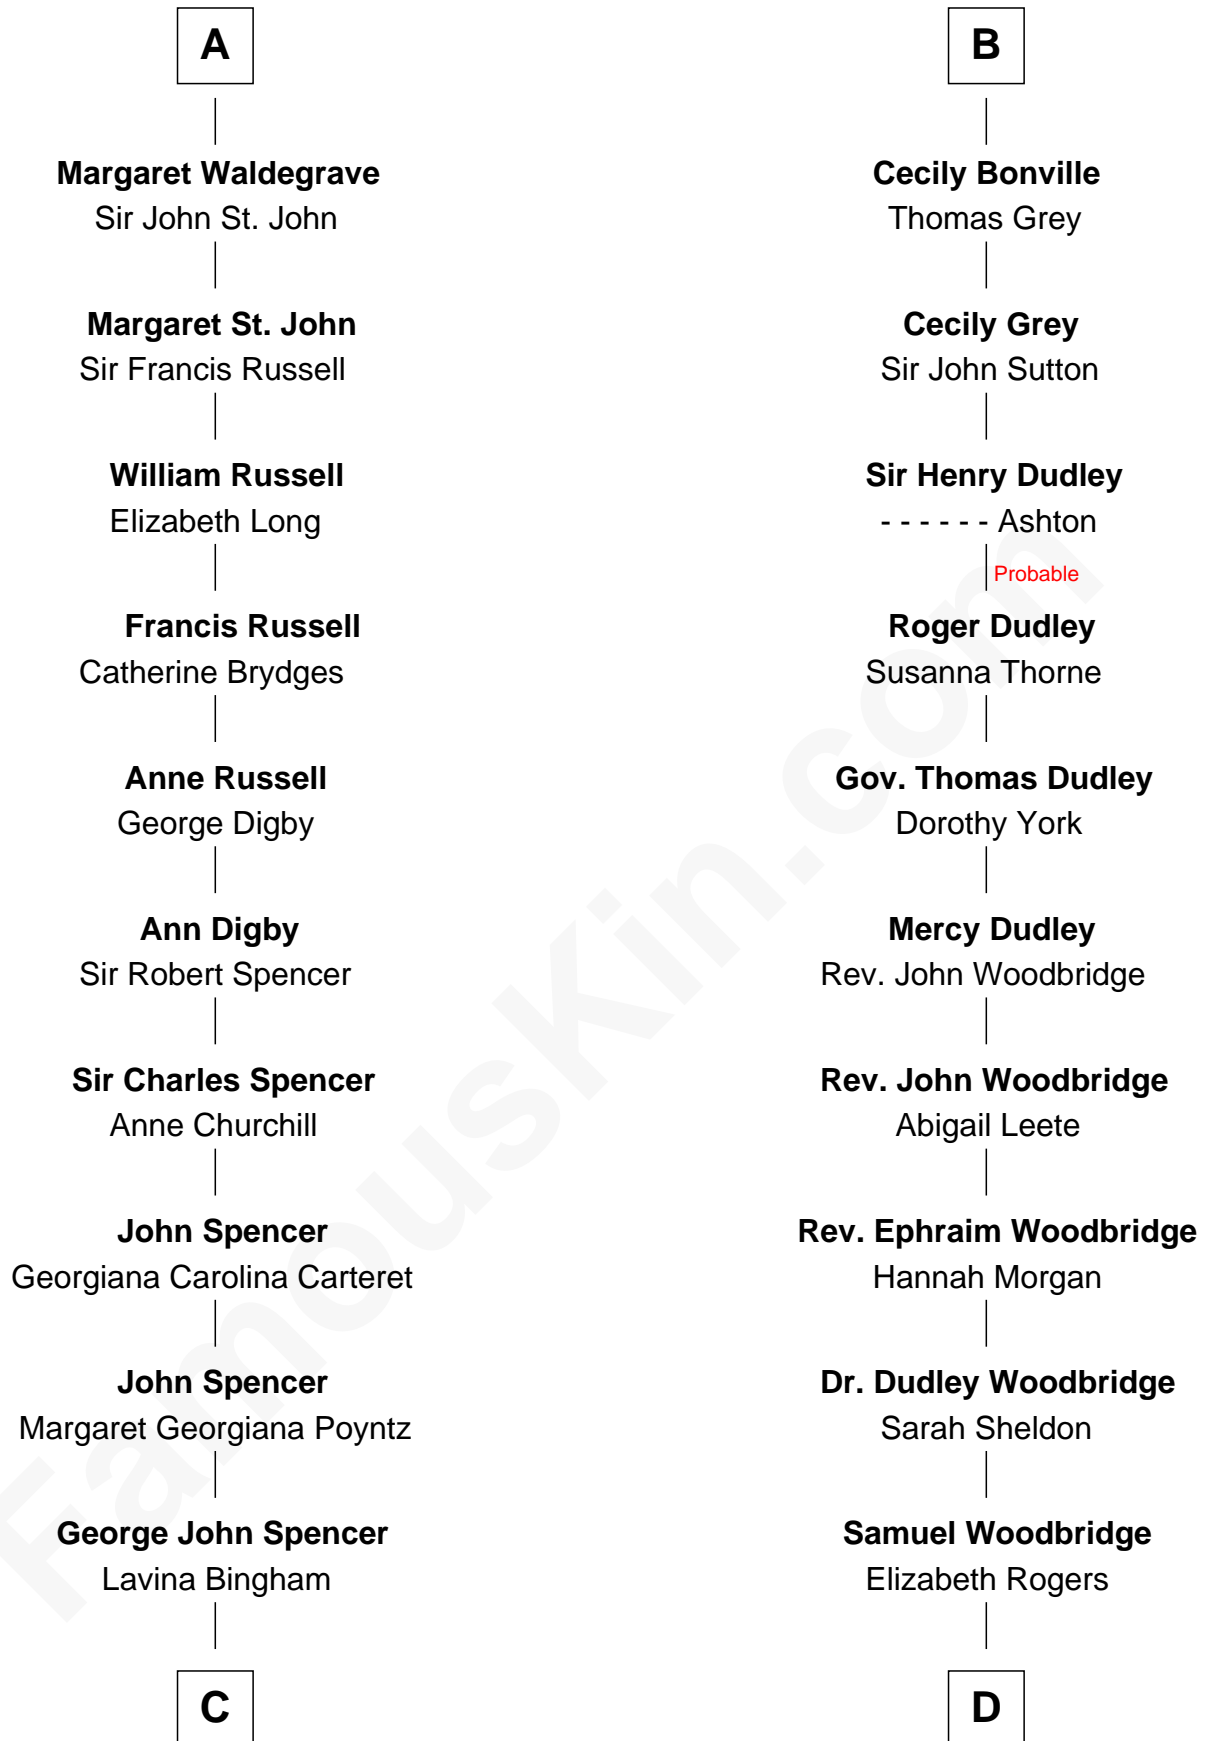 A
Margaret Waldegrave
Sir John St. John
Margaret St. John
Sir Francis Russell
William Russell
Elizabeth Long
Francis Russell
Catherine Brydges
Anne Russell
George Digby
Ann Digby
Sir Robert Spencer
Sir Charles Spencer
Anne Churchill
John Spencer
Georgiana Carolina Carteret
John Spencer
Margaret Georgiana Poyntz
George John Spencer
Lavina Bingham
C
B
Cecily Bonville
Thomas Grey
Cecily Grey
Sir John Sutton
Sir Henry Dudley
- - - - - - Ashton
Probable
Roger Dudley
Susanna Thorne
Gov. Thomas Dudley
Dorothy York
Mercy Dudley
Rev. John Woodbridge
Rev. John Woodbridge
Abigail Leete
Rev. Ephraim Woodbridge
Hannah Morgan
Dr. Dudley Woodbridge
Sarah Sheldon
Samuel Woodbridge
Elizabeth Rogers
D
FamousKin.com